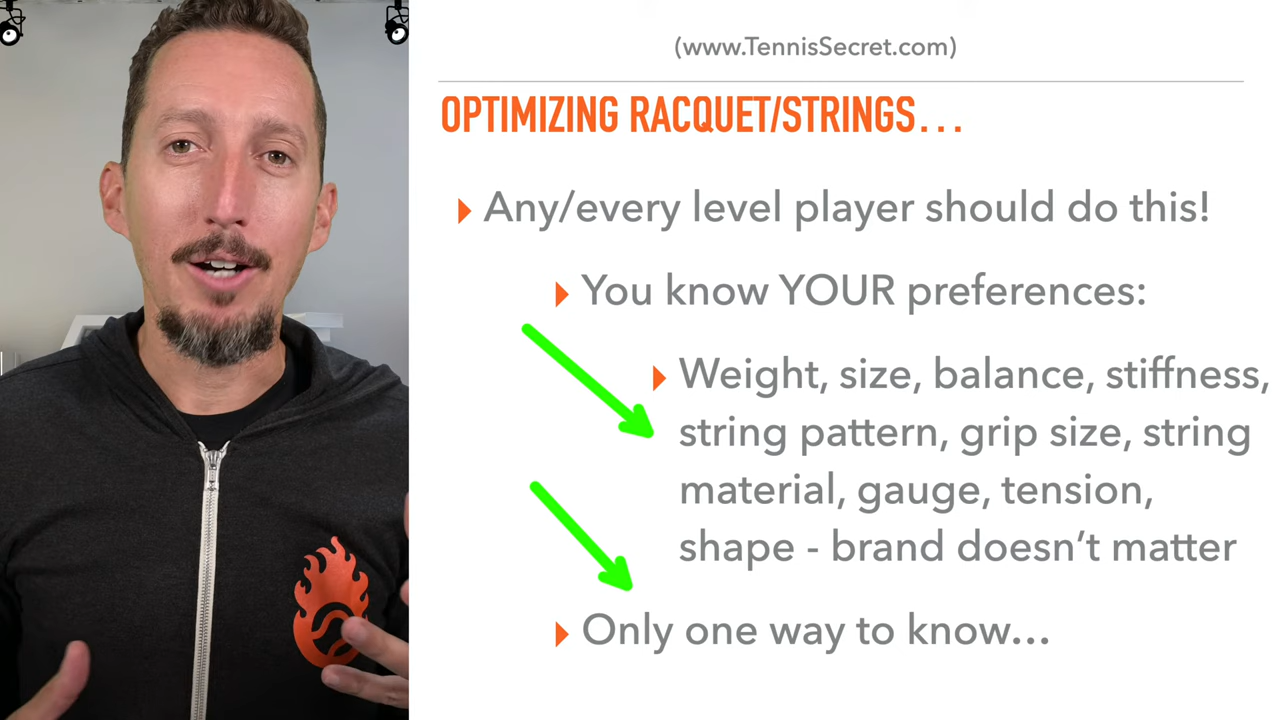 (www.TennisSecret.com)
OPTIMIZING RACQUET/STRINGS...
Any/every level player should do this!
You know YOUR preferences:
Weight, size, balance, stiffness,
string pattern, grip size, string
material, gauge, tension,
shape - brand doesn't matter
Only one way to know...